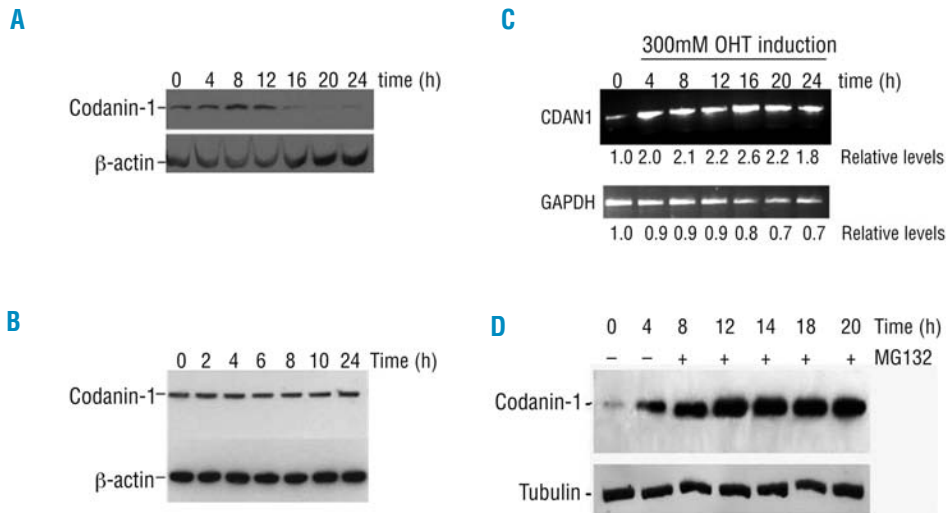 A
0 4 8 12 16 20 24 time (h)
Codanin-1
β-actin
B
0 2 4 6 8 10 24 Time (h)
Codanin-1
β-actin
C
300mM OHT induction
0 4 8 12 16 20 24 time (h)
CDAN1
1.0 2.0 2.1 2.2 2.6 2.2 1.8 Relative levels
GAPDH
1.0 0.9 0.9 0.9 0.8 0.7 0.7 Relative levels
D
0 4 8 12 14 18 20 Time (h)
– – + + + + + MG132
Codanin-1
Tubulin